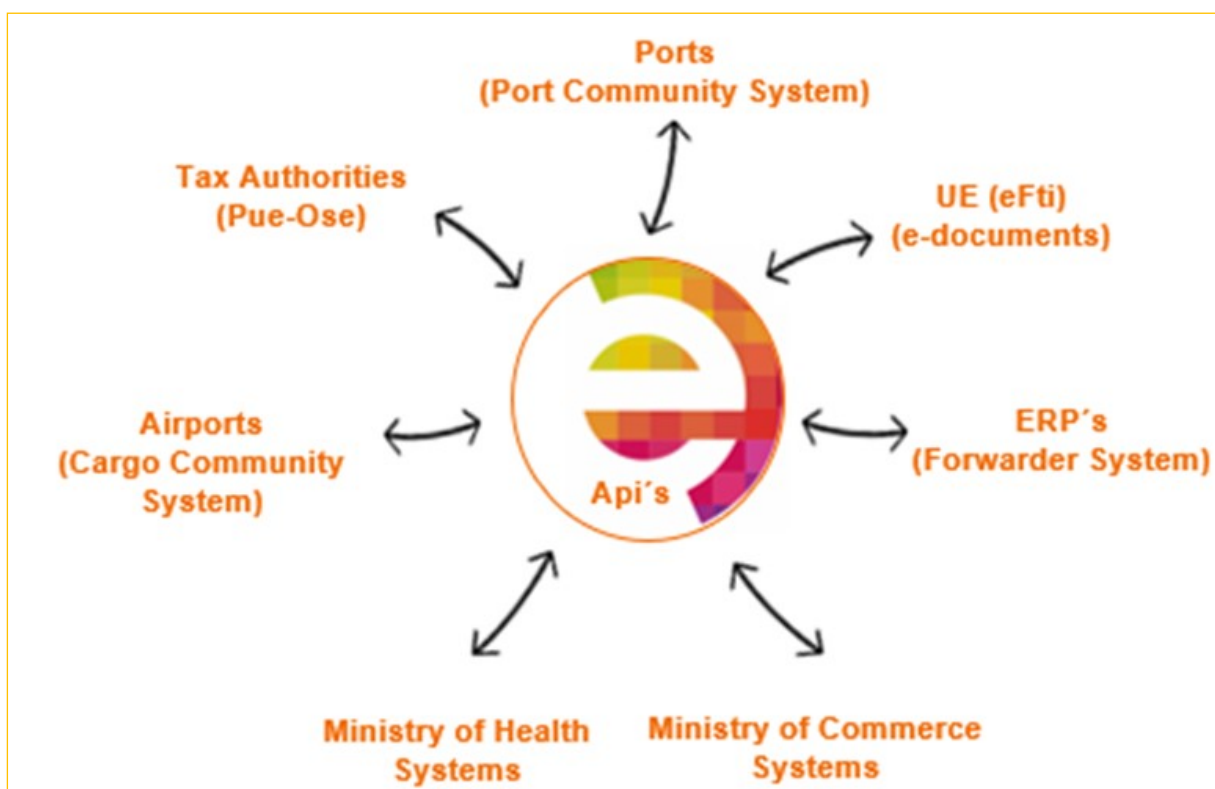 Ports
(Port Community System)
Tax Authorities
(Pue-Ose)
UE (eFti)
(e-documents)
Airports
(Cargo Community
System)
Api´s
ERP´s
(Forwarder System)
Ministry of Health
Systems
Ministry of Commerce
Systems